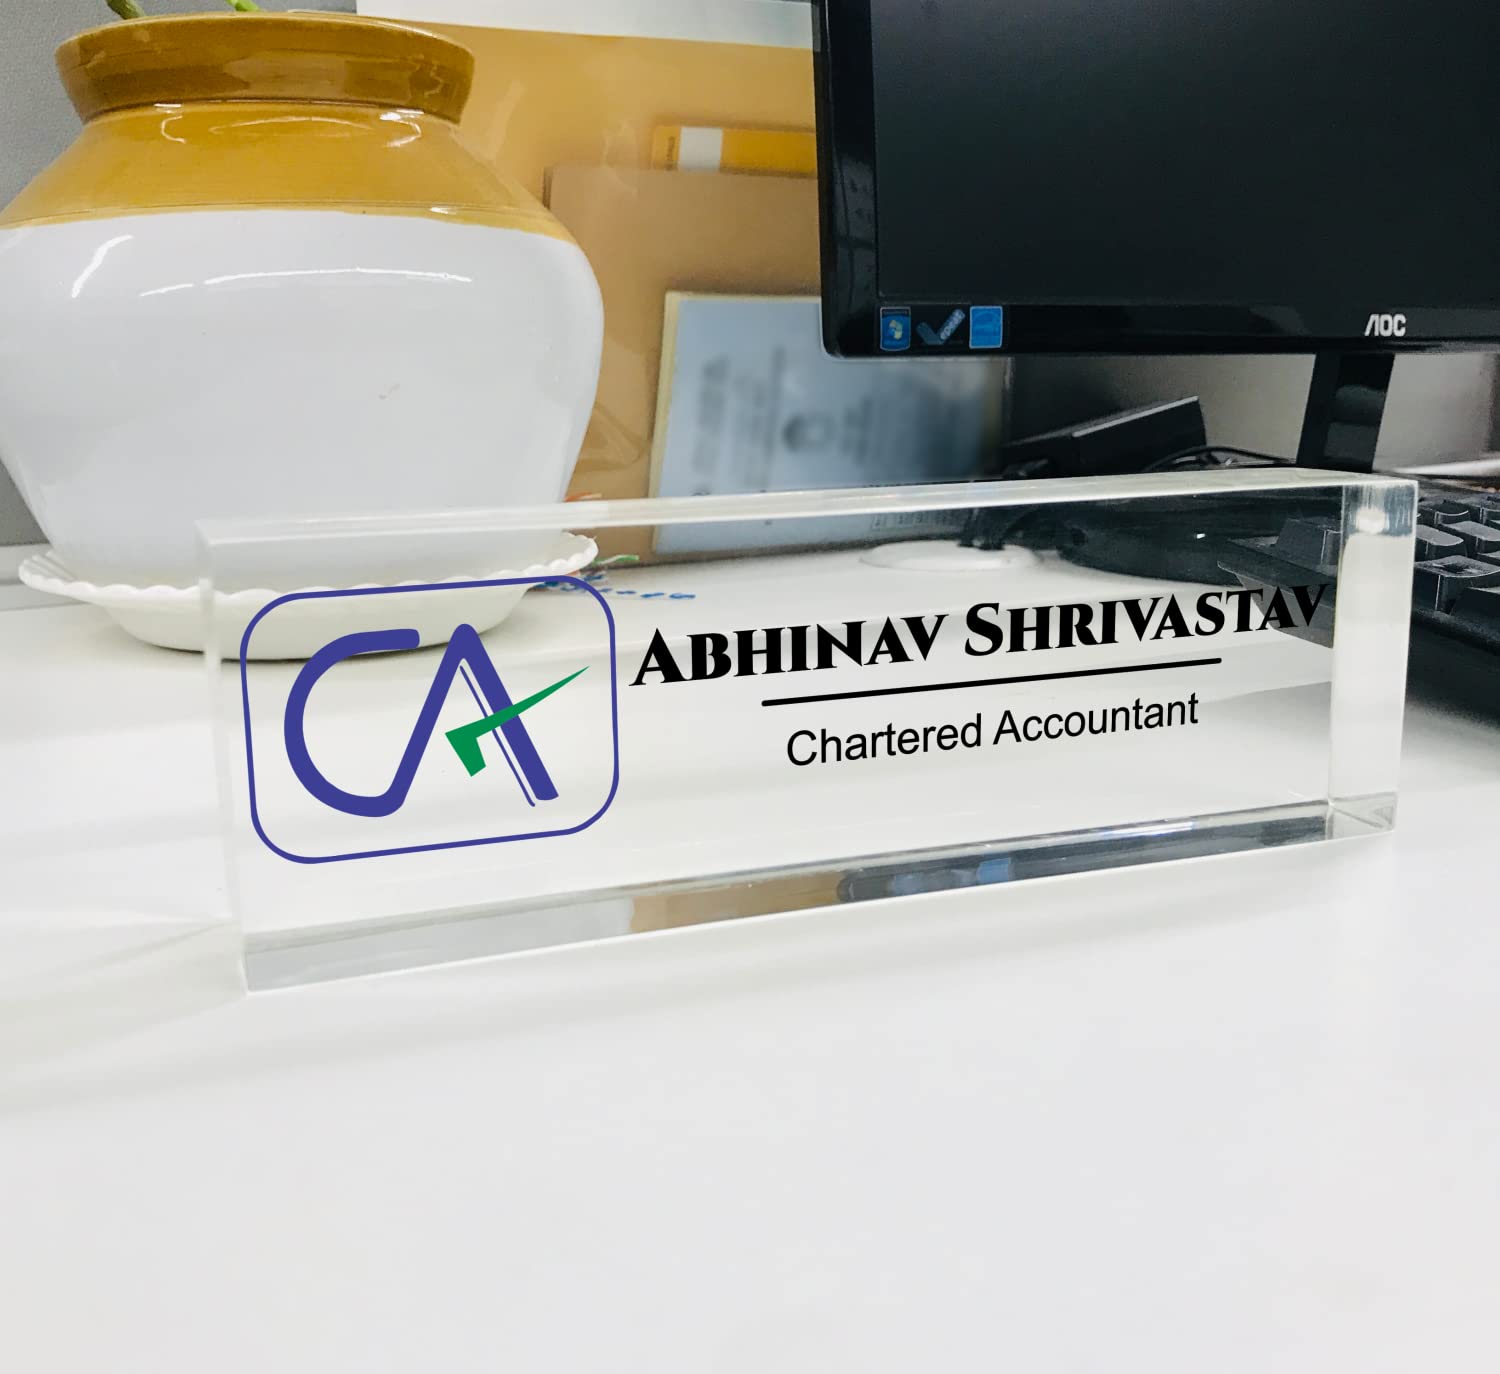 AOC
CA
ABHINAV SHRIVASTAV
Chartered Accountant